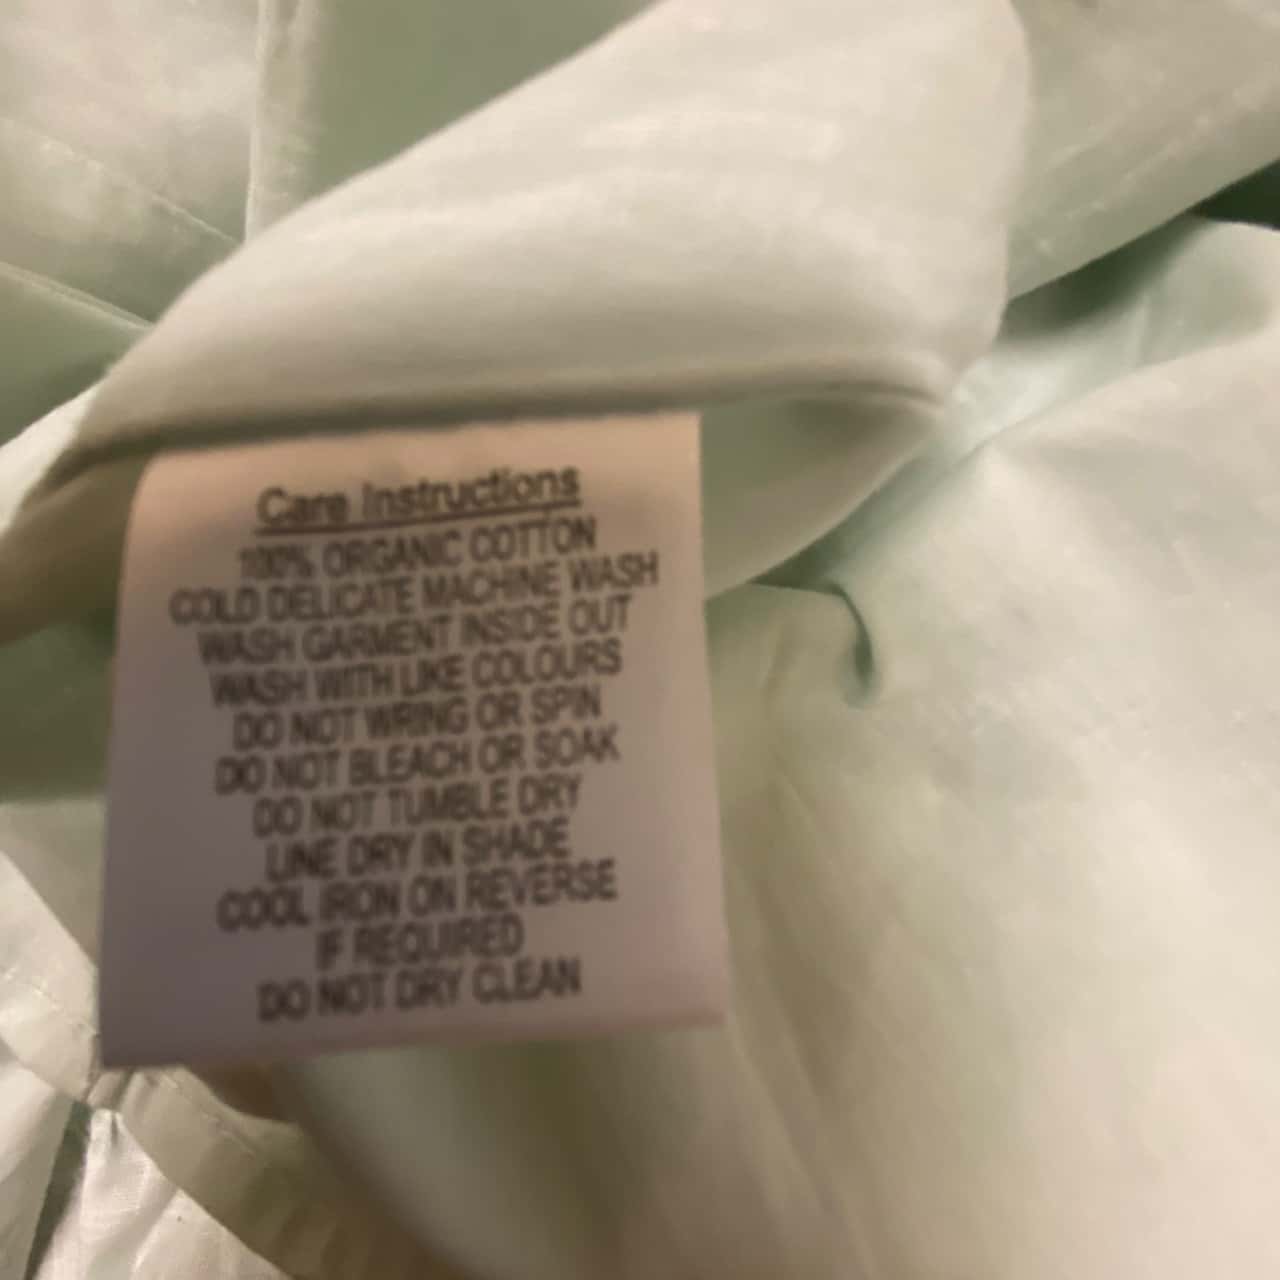 Care Instructions
100% ORGANIC COTTON
COLD DELICATE MACHINE WASH
WASH GARMENT INSIDE OUT
WASH WITH LIKE COLOURS
DO NOT WRING OR SPIN
DO NOT BLEACH OR SOAK
DO NOT TUMBLE DRY
LINE DRY IN SHADE
COOL IRON ON REVERSE
IF REQUIRED
DO NOT DRY CLEAN